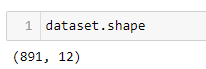 1 dataset.shape
(891, 12)